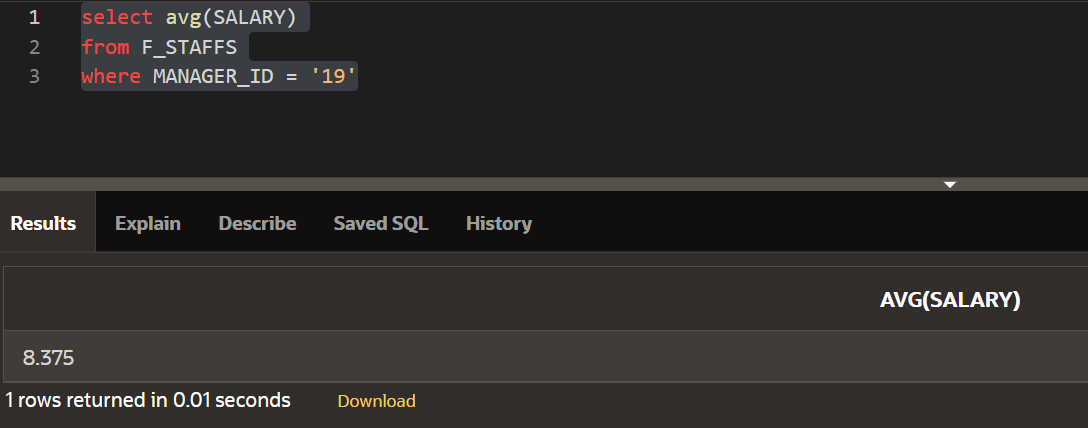 1 select avg(SALARY)
2 from F_STAFFS
3 where MANAGER_ID = '19'
Results Explain Describe Saved SQL History
AVG(SALARY)
8.375
1 rows returned in 0.01 seconds Download